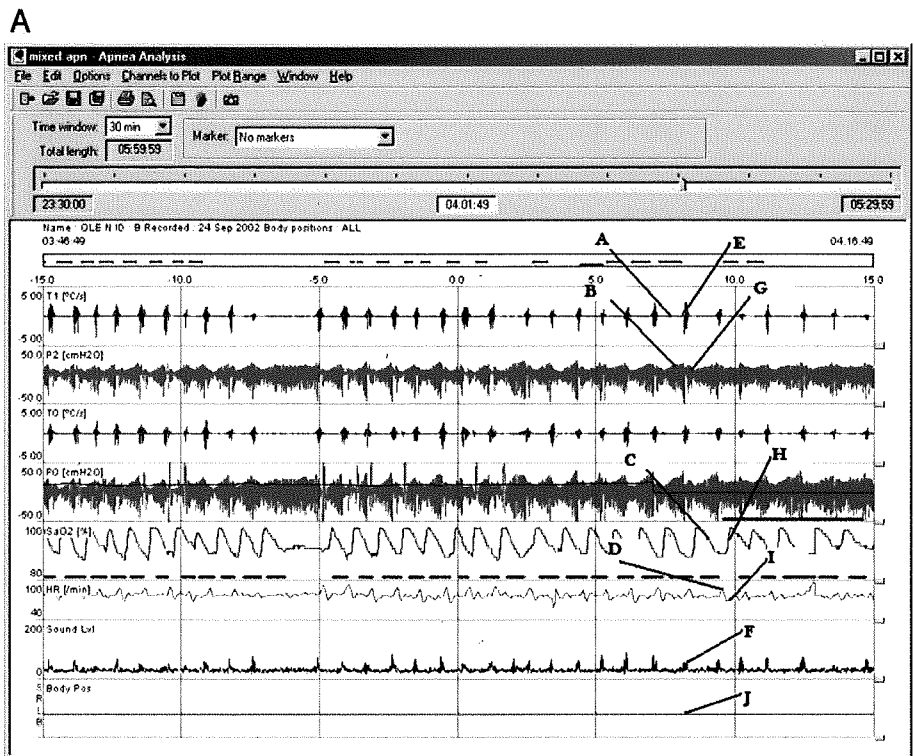 A
mixed.apn - Apnea Analysis
File Edit Options Channels to Plot Plot Range Window Help
Time window: 30 min Marker: No markers
Total length: 05:59:59
23:30:00 04:01:49 05:29:59
Name : OLE N 10 · B Recorded : 24 Sep 2002 Body positions : ALL
03:46:49 04:16:49
A E
-15.0 -10.0 -5.0 0.0 5.0 10.0 15.0
B G
5.00 T1 [°C/s]
-5.00
50.0 P2 [cmH2O]
-50.0
5.00 T0 [°C/s]
-5.00
50.0 P0 [cmH2O]
C H
-50.0
100 SaO2 [%]
D I
80
100 HR [/min]
40
200 Sound Lvl
F
0
Body Pos
J